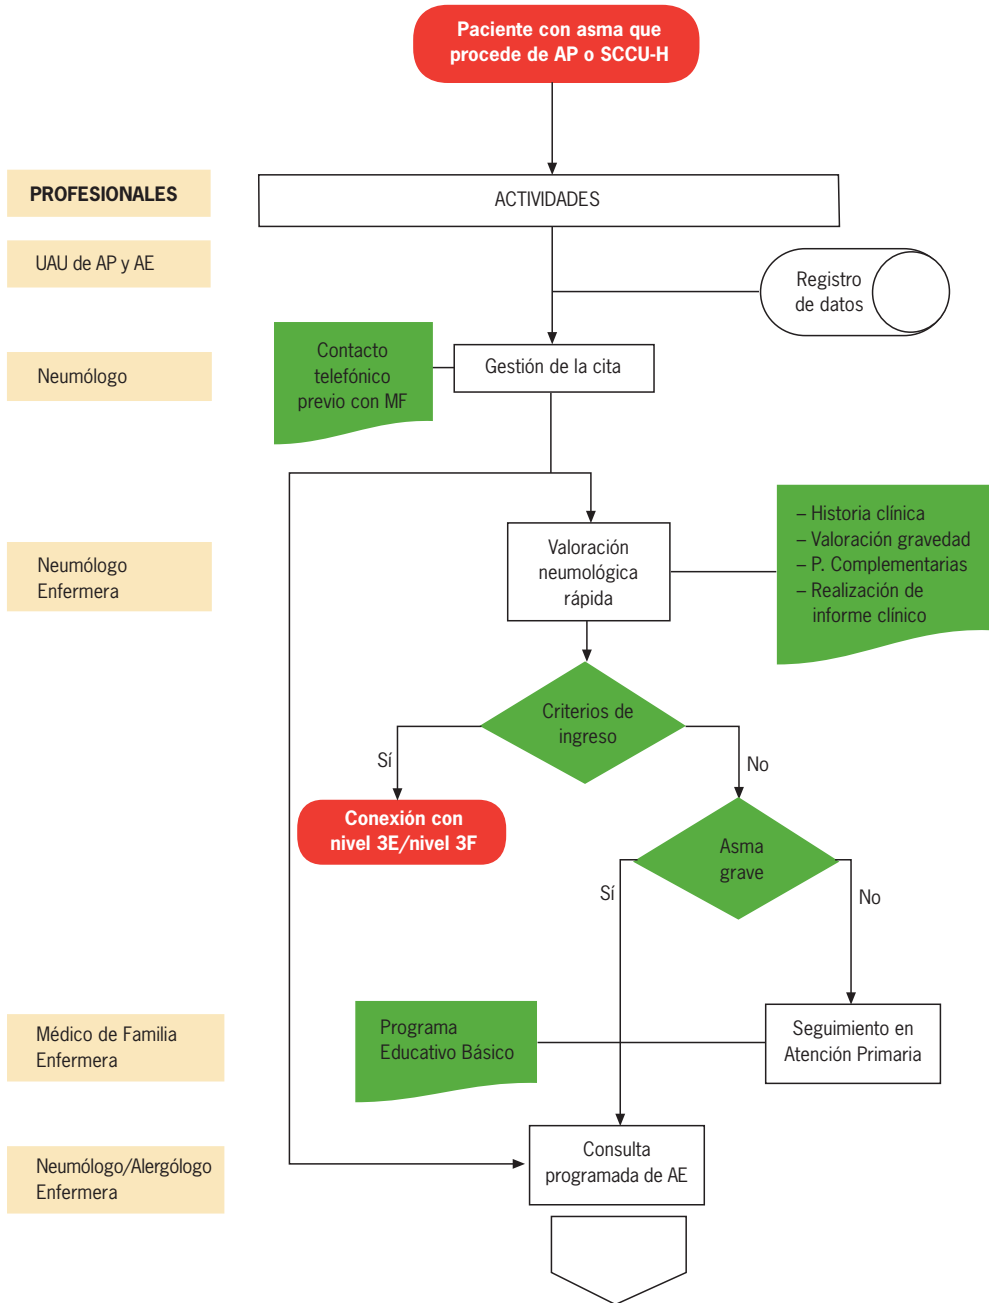 Paciente con asma que
procede de AP o SCCU-H
PROFESIONALES
ACTIVIDADES
UAU de AP y AE
Registro
de datos
Contacto
telefónico
previo con MF
Gestión de la cita
Neumólogo
– Historia clínica
– Valoración gravedad
– P. Complementarias
– Realización de
informe clínico
Neumólogo
Enfermera
Valoración
neumológica
rápida
Criterios de
ingreso
Sí
No
Conexión con
nivel 3E/nivel 3F
Asma
grave
Sí
No
Médico de Familia
Enfermera
Programa
Educativo Básico
Seguimiento en
Atención Primaria
Neumólogo/Alergólogo
Enfermera
Consulta
programada de AE